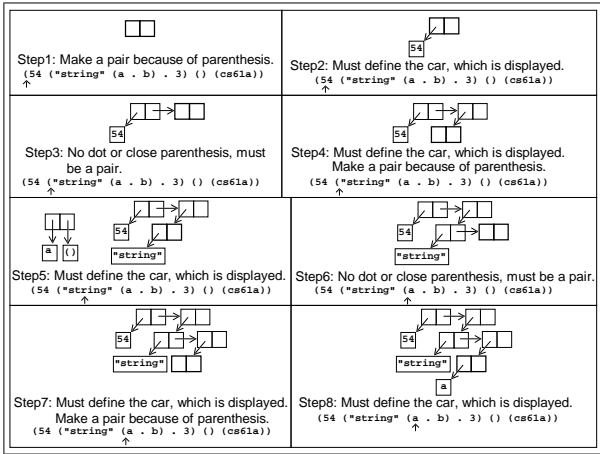 Step1: Make a pair because of parenthesis.
(54 ("string" (a . b) . 3) () (cs61a))
54
Step2: Must define the car, which is displayed.
(54 ("string" (a . b) . 3) () (cs61a))
54
Step3: No dot or close parenthesis, must
be a pair.
(54 ("string" (a . b) . 3) () (cs61a))
54
Step4: Must define the car, which is displayed.
Make a pair because of parenthesis.
(54 ("string" (a . b) . 3) () (cs61a))
a ()
54
"string"
Step5: Must define the car, which is displayed.
(54 ("string" (a . b) . 3) () (cs61a))
54
"string"
Step6: No dot or close parenthesis, must be a pair.
(54 ("string" (a . b) . 3) () (cs61a))
54
"string"
Step7: Must define the car, which is displayed.
Make a pair because of parenthesis.
(54 ("string" (a . b) . 3) () (cs61a))
54
"string"
a
Step8: Must define the car, which is displayed.
(54 ("string" (a . b) . 3) () (cs61a))